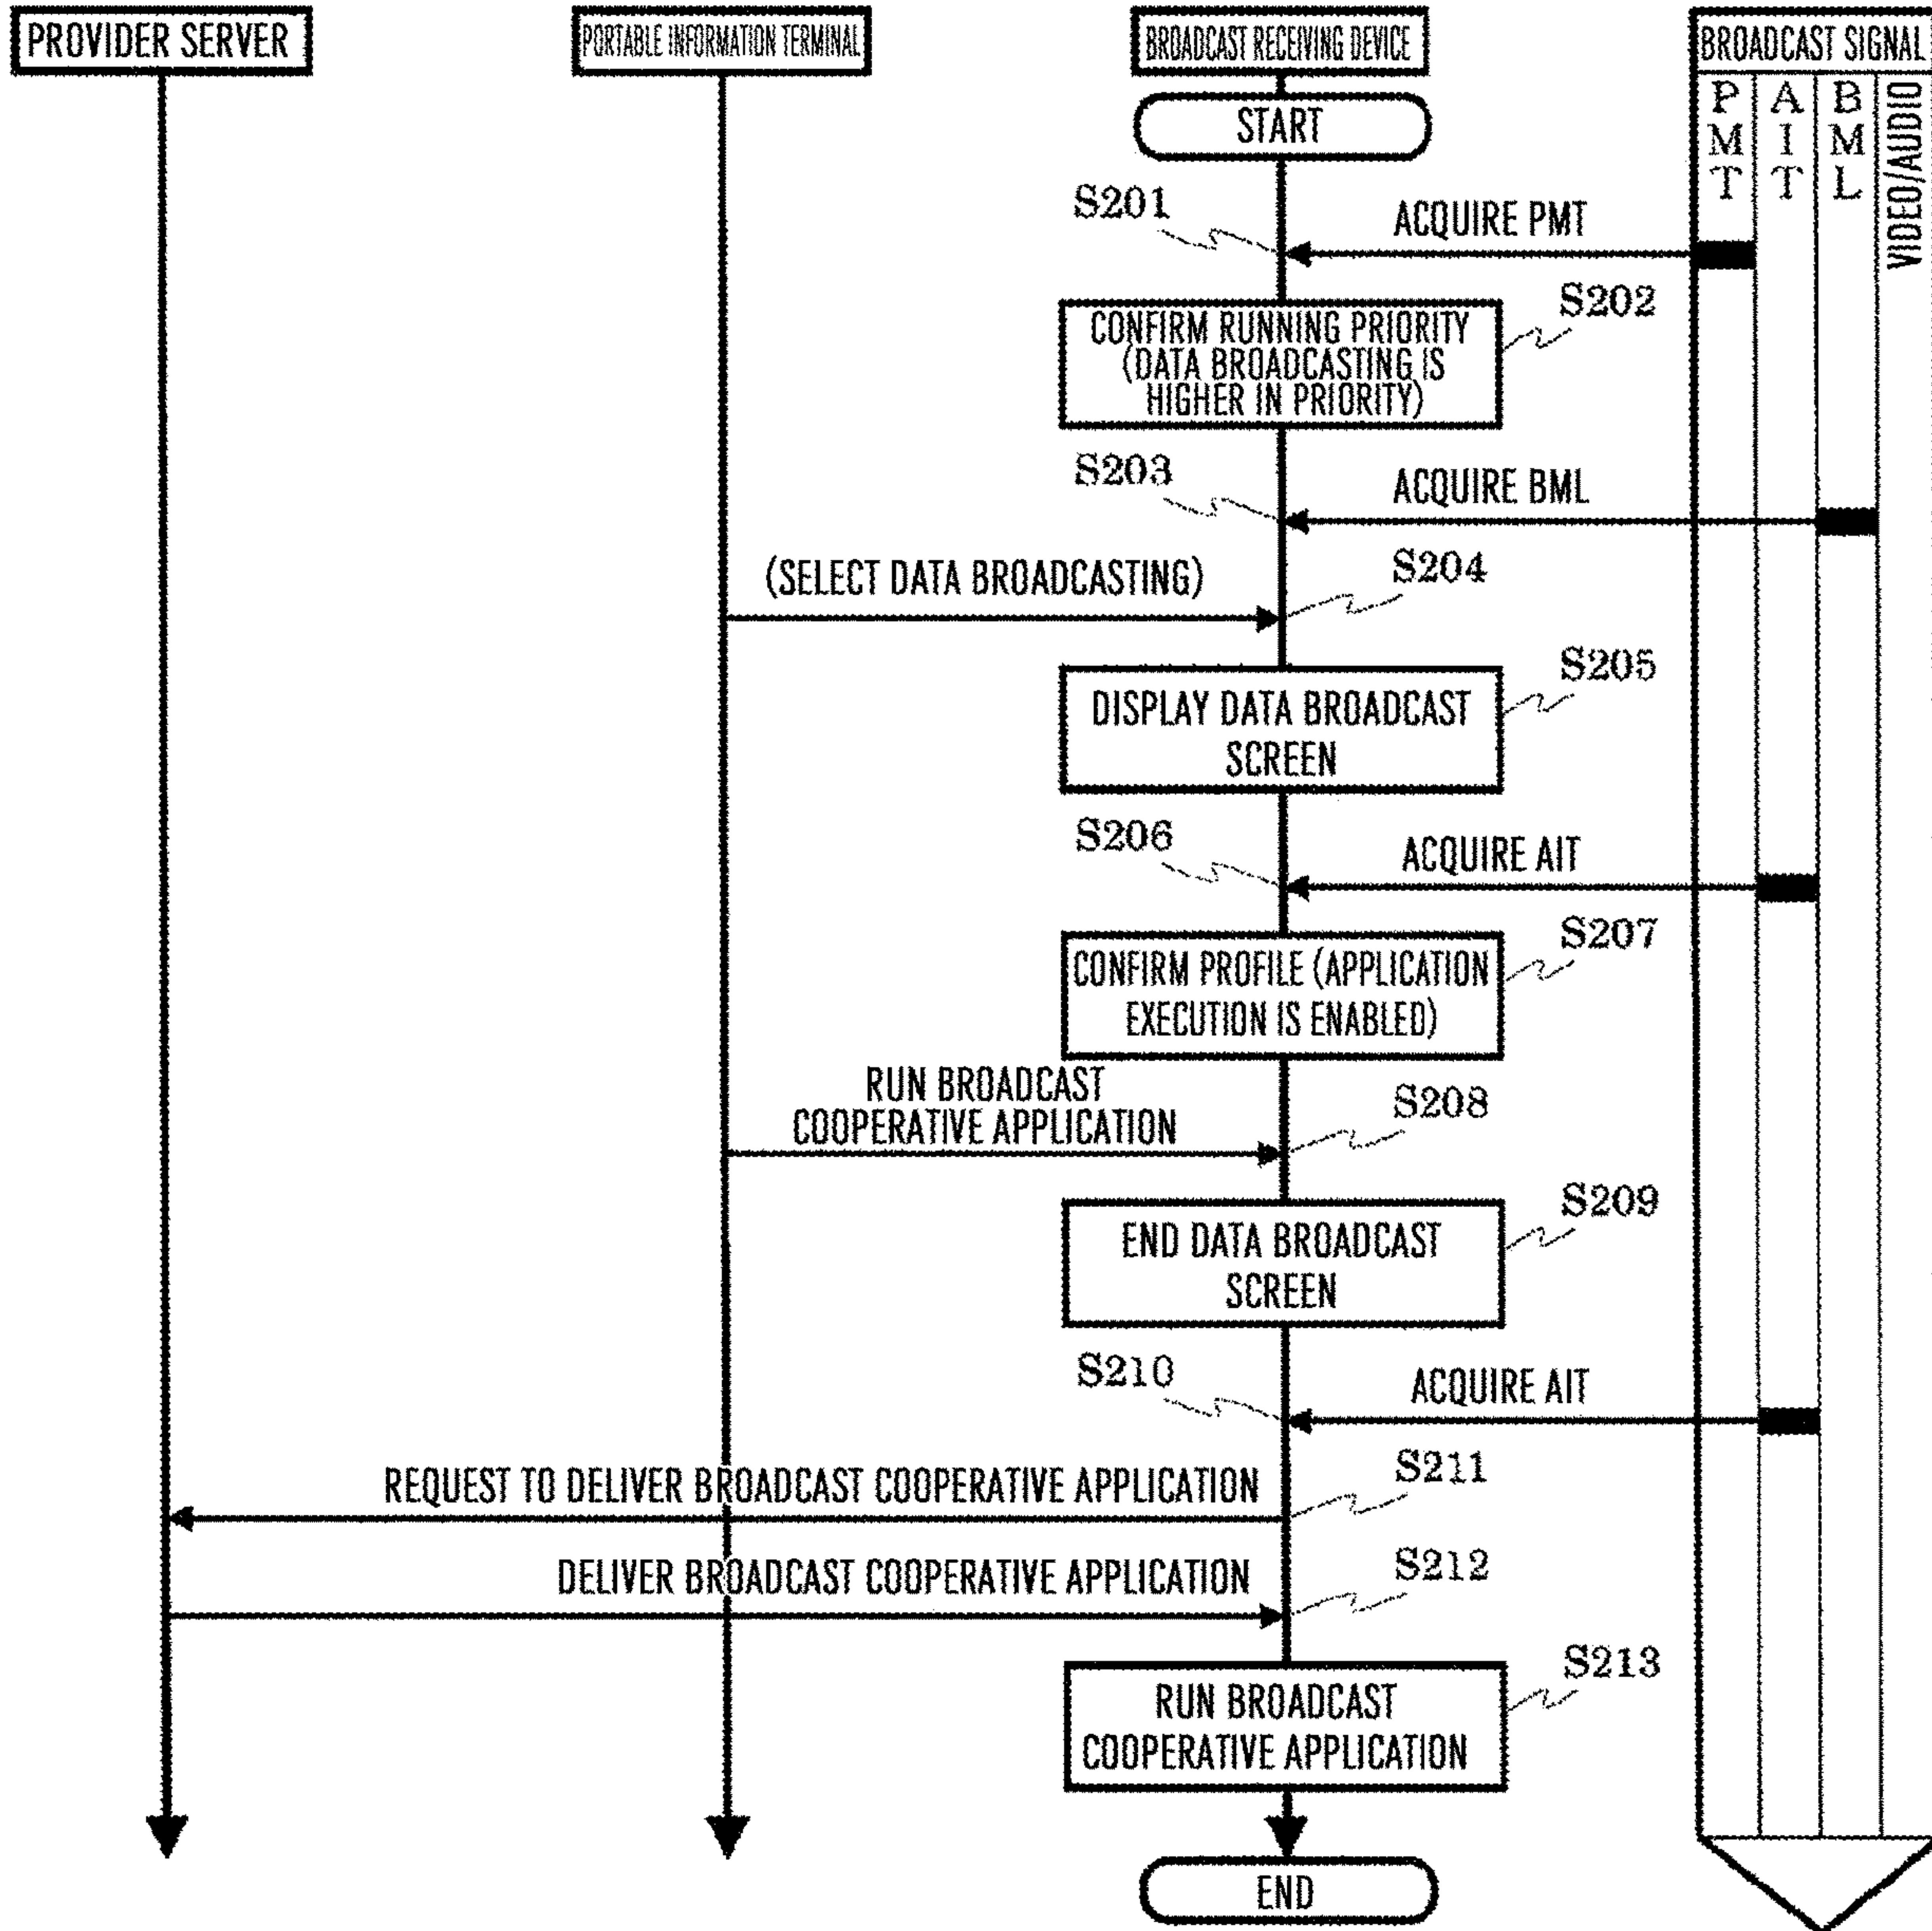 PROVIDER SERVER
PORTABLE INFORMATION TERMINAL
BROADCAST RECEIVING DEVICE
BROADCAST SIGNAL
PMT
AIT
BML
VIDEO/AUDIO
START
S201
ACQUIRE PMT
S202
CONFIRM RUNNING PRIORITY
(DATA BROADCASTING IS
HIGHER IN PRIORITY)
S203
ACQUIRE BML
(SELECT DATA BROADCASTING)
S204
S205
DISPLAY DATA BROADCAST
SCREEN
S206
ACQUIRE AIT
S207
CONFIRM PROFILE (APPLICATION
EXECUTION IS ENABLED)
RUN BROADCAST
COOPERATIVE APPLICATION
S208
S209
END DATA BROADCAST
SCREEN
S210
ACQUIRE AIT
REQUEST TO DELIVER BROADCAST COOPERATIVE APPLICATION
S211
DELIVER BROADCAST COOPERATIVE APPLICATION
S212
S213
RUN BROADCAST
COOPERATIVE APPLICATION
END